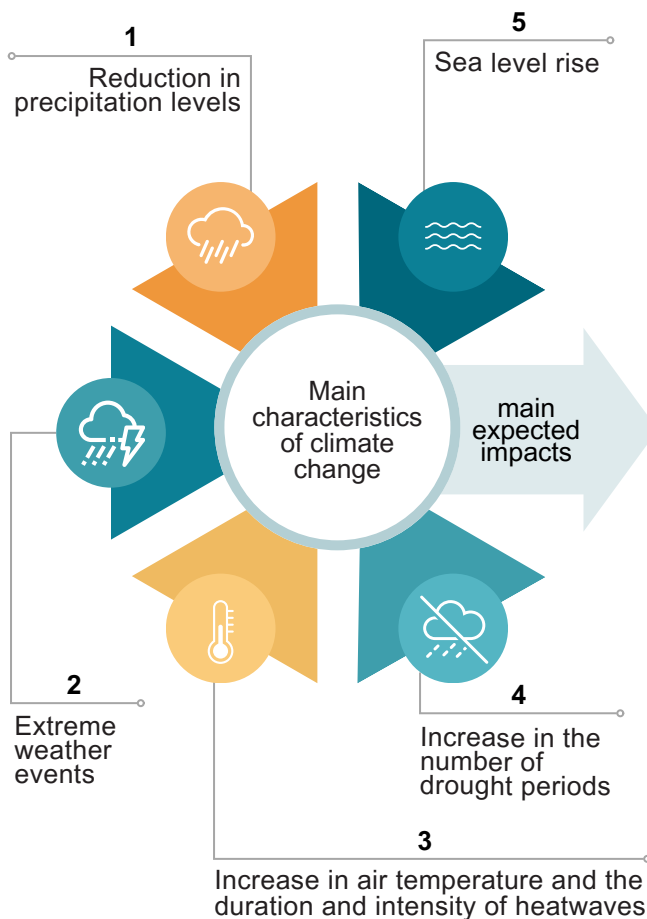 1
Reduction in
precipitation levels
5
Sea level rise
Main
characteristics
of climate
change
main
expected
impacts
2
Extreme
weather
events
4
Increase in the
number of
drought periods
3
Increase in air temperature and the
duration and intensity of heatwaves